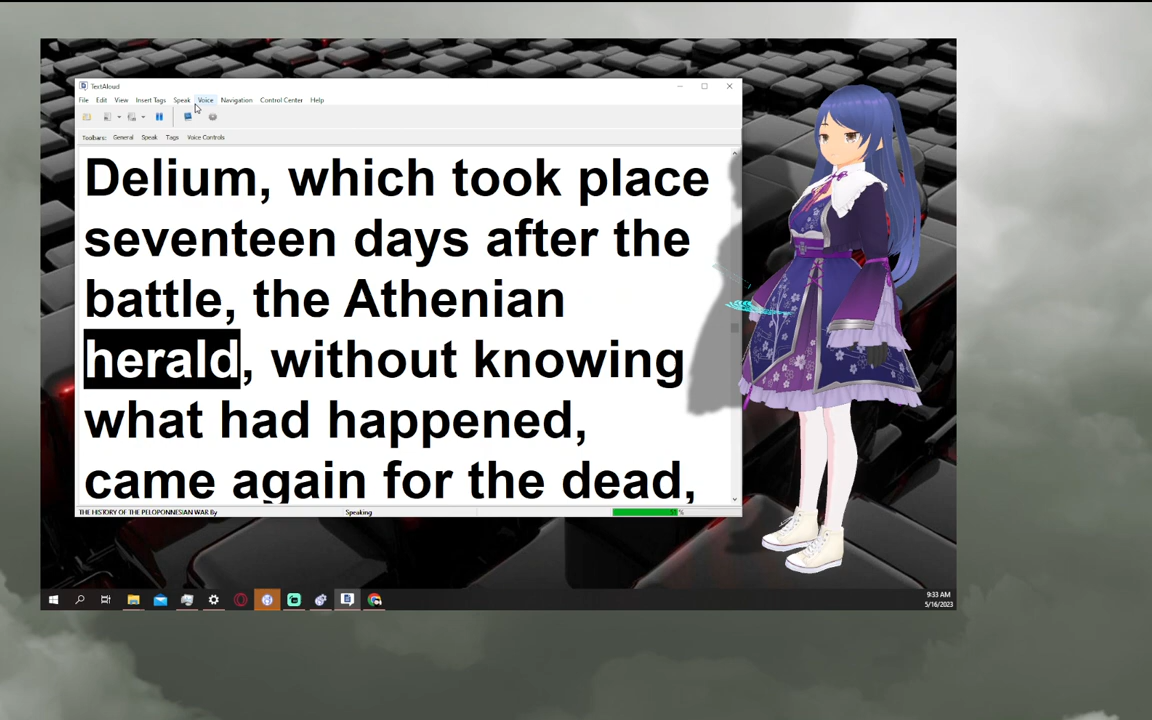 TextAloud
File Edit View Insert Tags Speak Voice Navigation Control Center Help
Toolbars: General Speak Tags Voice Controls
Delium, which took place
seventeen days after the
battle, the Athenian
herald, without knowing
what had happened,
came again for the dead,
THE HISTORY OF THE PELOPONNESIAN WAR By Speaking
9:33 AM
5/16/2023